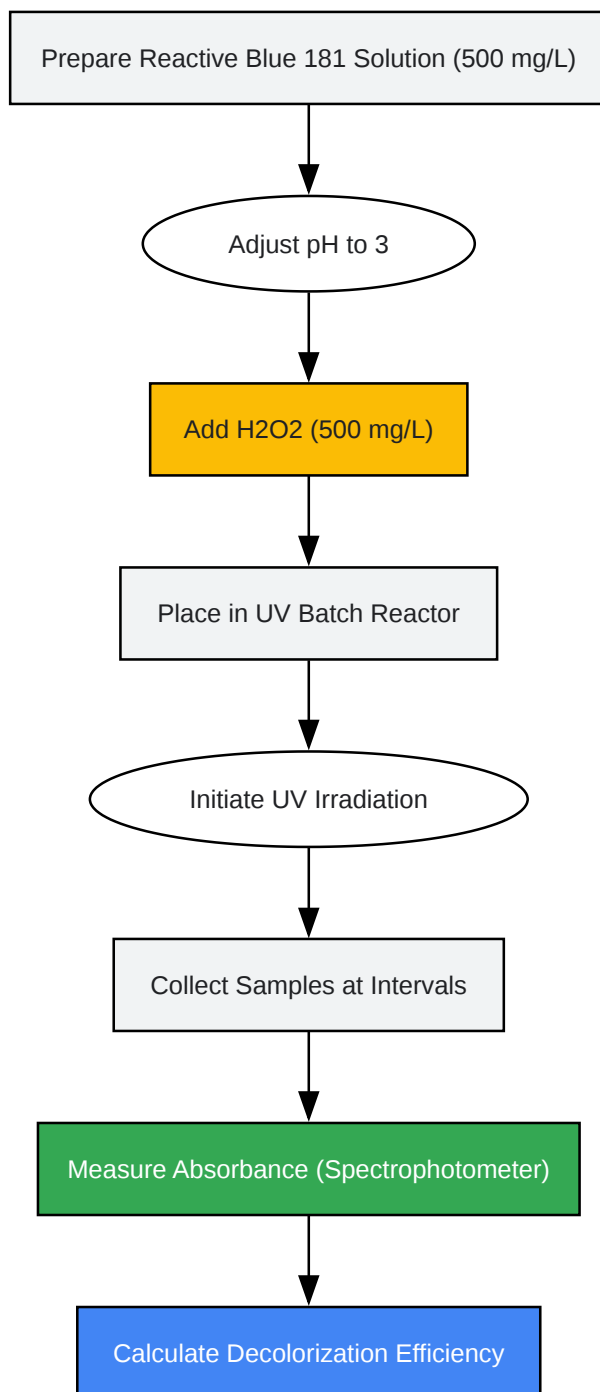 Prepare Reactive Blue 181 Solution (500 mg/L)
Adjust pH to 3
Add H2O2 (500 mg/L)
Place in UV Batch Reactor
Initiate UV Irradiation
Collect Samples at Intervals
Measure Absorbance (Spectrophotometer)
Calculate Decolorization Efficiency